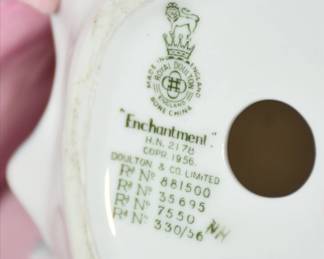 MADE IN ENGLAND
ROYAL DOULTON
ENGLAND
BONE CHINA
"Enchantment"
H.N. 2178
COPR. 1956.
DOULTON & CO. LIMITED
Rd No 881500
Rd No 35695
Rd No 7550
Rd No 330/56
NH